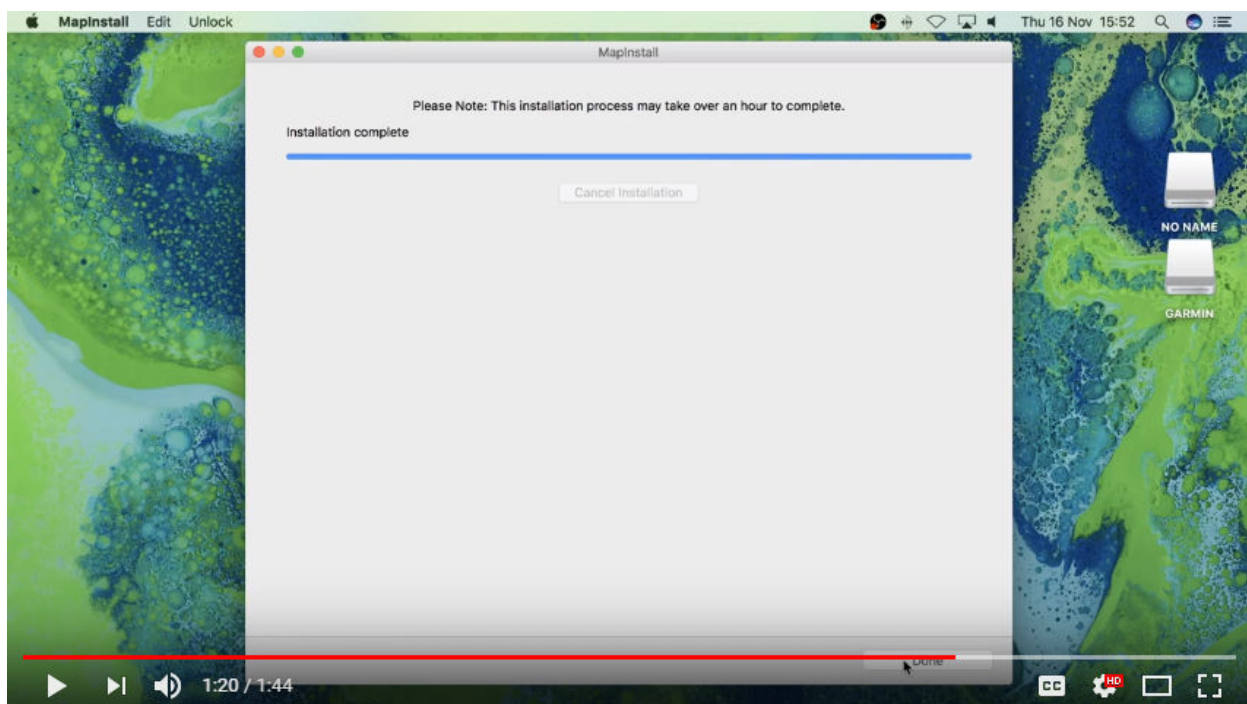 MapInstall Edit Unlock Thu 16 Nov 15:52
MapInstall
Please Note: This installation process may take over an hour to complete.
Installation complete
Cancel Installation
NO NAME
GARMIN
Done
1:20 / 1:44
CC HD